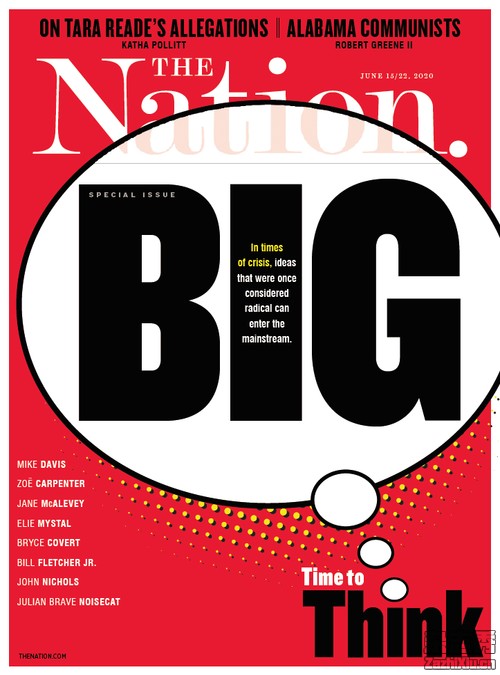 ON TARA READE'S ALLEGATIONS | ALABAMA COMMUNISTS
KATHA POLLITT ROBERT GREENE II
THE
JUNE 15/22, 2020
Nation.
SPECIAL ISSUE
BIG
In times
of crisis, ideas
that were once
considered
radical can
enter the
mainstream.
MIKE DAVIS
ZOË CARPENTER
JANE McALEVEY
ELIE MYSTAL
BRYCE COVERT
BILL FLETCHER JR.
JOHN NICHOLS
JULIAN BRAVE NOISECAT
Time to
Think
THENATION.COM